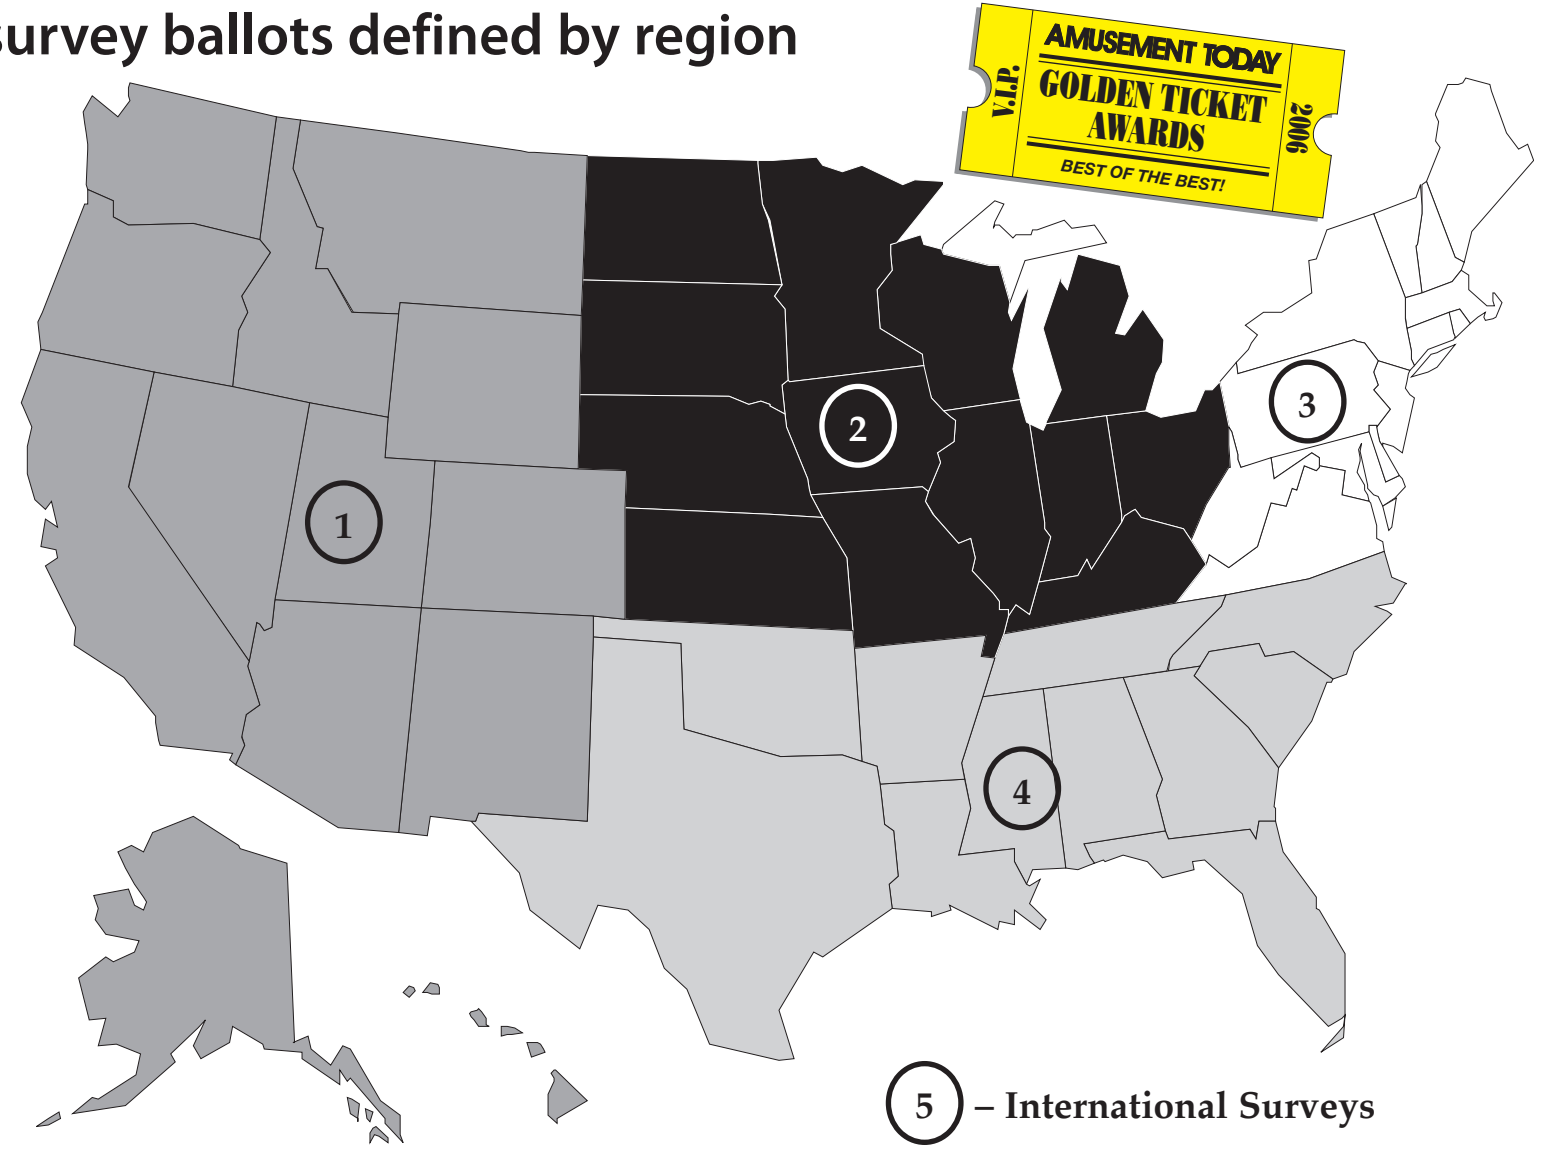 survey ballots defined by region
AMUSEMENT TODAY
V.I.P.
GOLDEN TICKET
AWARDS
2006
BEST OF THE BEST!
3
2
1
4
5 – International Surveys